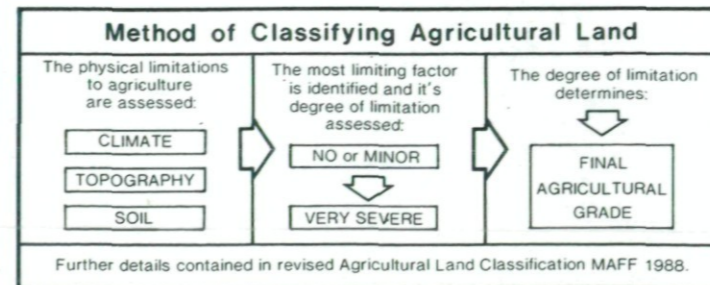 Method of Classifying Agricultural Land
The physical limitations
to agriculture
are assessed:
CLIMATE
TOPOGRAPHY
SOIL
The most limiting factor
is identified and it's
degree of limitation
assessed:
NO or MINOR
VERY SEVERE
The degree of limitation
determines:
FINAL
AGRICULTURAL
GRADE
Further details contained in revised Agricultural Land Classification MAFF 1988.